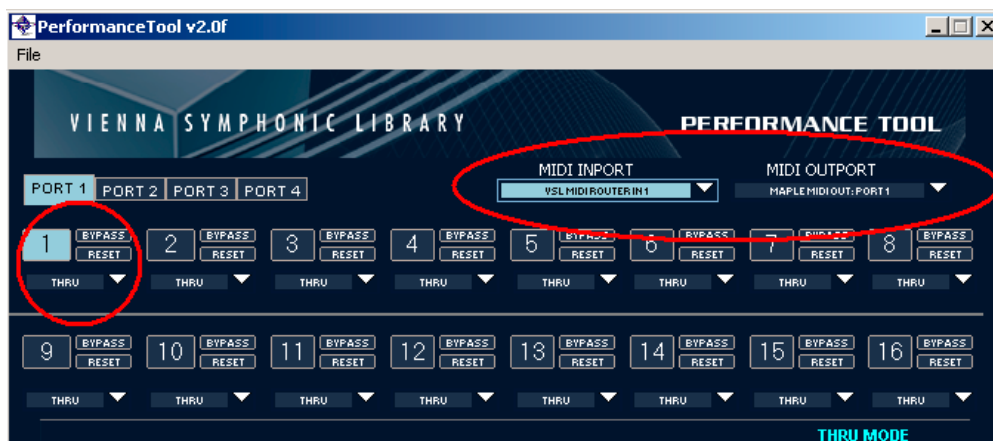 PerformanceTool v2.0f
File
VIENNA SYMPHONIC LIBRARY
PERFORMANCE TOOL
MIDI INPORT MIDI OUTPORT
PORT 1 PORT 2 PORT 3 PORT 4
VSL MIDIROUTER IN 1 MAPLE MIDI OUT: PORT 1
1 BYPASS 2 BYPASS 3 BYPASS 4 BYPASS 5 BYPASS 6 BYPASS 7 BYPASS 8 BYPASS
RESET RESET RESET RESET RESET RESET RESET RESET
THRU THRU THRU THRU THRU THRU THRU THRU
9 BYPASS 10 BYPASS 11 BYPASS 12 BYPASS 13 BYPASS 14 BYPASS 15 BYPASS 16 BYPASS
RESET RESET RESET RESET RESET RESET RESET RESET
THRU THRU THRU THRU THRU THRU THRU THRU
THRU MODE